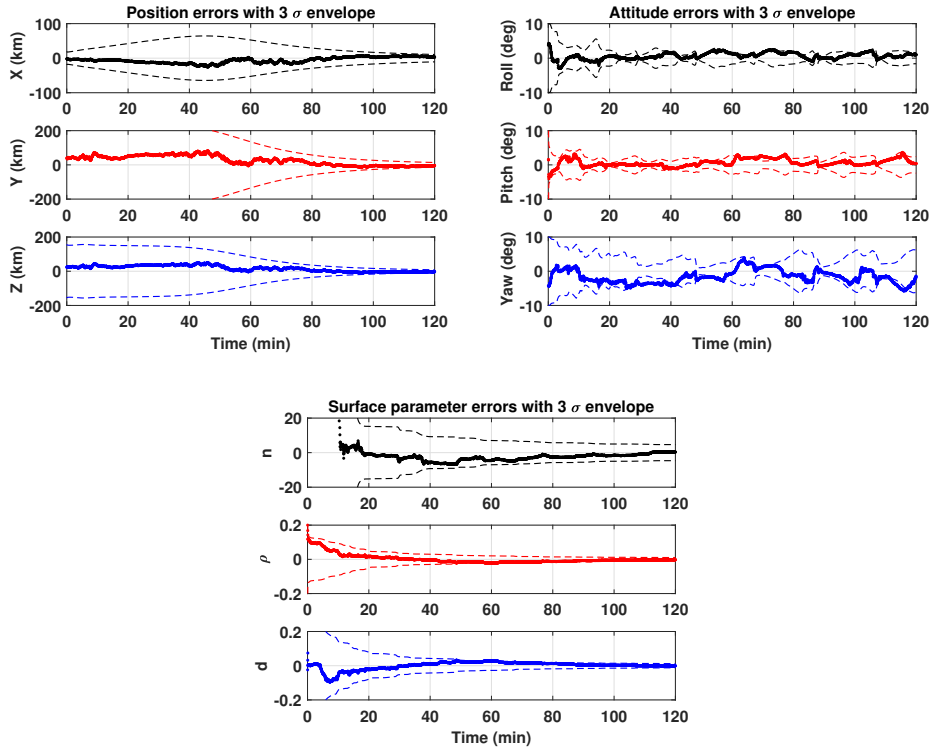 Position errors with 3 σ envelope
100
0
-100
X (km)
0 20 40 60 80 100 120
200
0
-200
Y (km)
0 20 40 60 80 100 120
200
0
-200
Z (km)
0 20 40 60 80 100 120
Time (min)
Attitude errors with 3 σ envelope
10
0
-10
Roll (deg
0 20 40 60 80 100 120
10
0
-10
Pitch (deg
0 20 40 60 80 100 120
10
0
-10
Yaw (deg)
0 20 40 60 80 100 120
Time (min)
Surface parameter errors with 3 σ envelope
20
0
-20
n
0 20 40 60 80 100 120
0.2
0
-0.2
ρ
0 20 40 60 80 100 120
0.2
0
-0.2
d
0 20 40 60 80 100 120
Time (min)